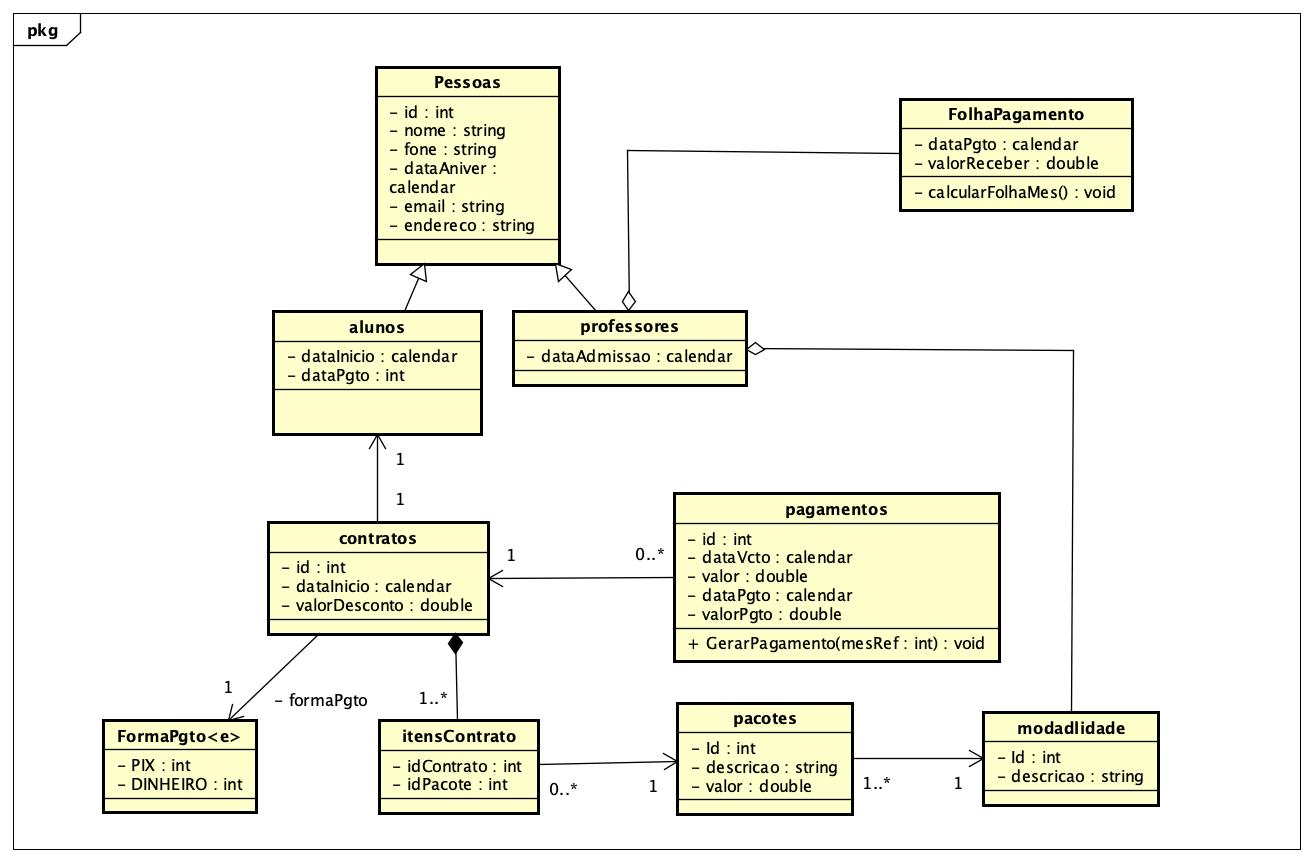 pkg
Pessoas
- id : int
- nome : string
- fone : string
- dataAniver :
calendar
- email : string
- endereco : string
FolhaPagamento
- dataPgto : calendar
- valorReceber : double
- calcularFolhaMes() : void
alunos
- dataInicio : calendar
- dataPgto : int
professores
- dataAdmissao : calendar
1
1
contratos
- id : int
- dataInicio : calendar
- valorDesconto : double
1
0..*
pagamentos
- id : int
- dataVcto : calendar
- valor : double
- dataPgto : calendar
- valorPgto : double
+ GerarPagamento(mesRef : int) : void
1
- formaPgto
1..*
FormaPgto<e>
- PIX : int
- DINHEIRO : int
itensContrato
- idContrato : int
- idPacote : int
0..*
1
pacotes
- Id : int
- descricao : string
- valor : double
1..*
1
modadlidade
- Id : int
- descricao : string